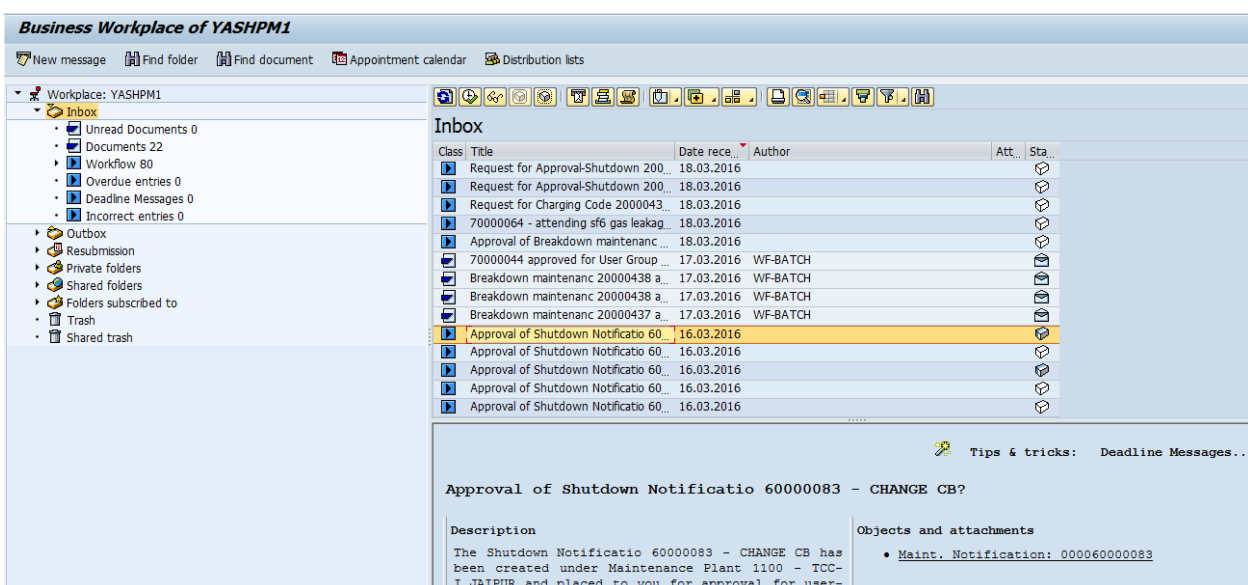 Business Workplace of YASHPM1
New message Find folder Find document Appointment calendar Distribution lists
Workplace: YASHPM1
Inbox
Unread Documents 0
Documents 22
Workflow 80
Overdue entries 0
Deadline Messages 0
Incorrect entries 0
Outbox
Resubmission
Private folders
Shared folders
Folders subscribed to
Trash
Shared trash
Inbox
Class Title Date rece... Author Att... Sta...
Request for Approval-Shutdown 200... 18.03.2016
Request for Approval-Shutdown 200... 18.03.2016
Request for Charging Code 2000043... 18.03.2016
70000064 - attending sf6 gas leakag... 18.03.2016
Approval of Breakdown maintenanc ... 18.03.2016
70000044 approved for User Group ... 17.03.2016 WF-BATCH
Breakdown maintenanc 20000438 a... 17.03.2016 WF-BATCH
Breakdown maintenanc 20000438 a... 17.03.2016 WF-BATCH
Breakdown maintenanc 20000437 a... 17.03.2016 WF-BATCH
Approval of Shutdown Notificatio 60... 16.03.2016
Approval of Shutdown Notificatio 60... 16.03.2016
Approval of Shutdown Notificatio 60... 16.03.2016
Approval of Shutdown Notificatio 60... 16.03.2016
Approval of Shutdown Notificatio 60... 16.03.2016
Tips & tricks: Deadline Messages..
Approval of Shutdown Notificatio 60000083 - CHANGE CB?
Description
The Shutdown Notificatio 60000083 - CHANGE CB has
been created under Maintenance Plant 1100 - TCC-
I JAIPUR and placed to you for approval for user-
Objects and attachments
• Maint. Notification: 000060000083